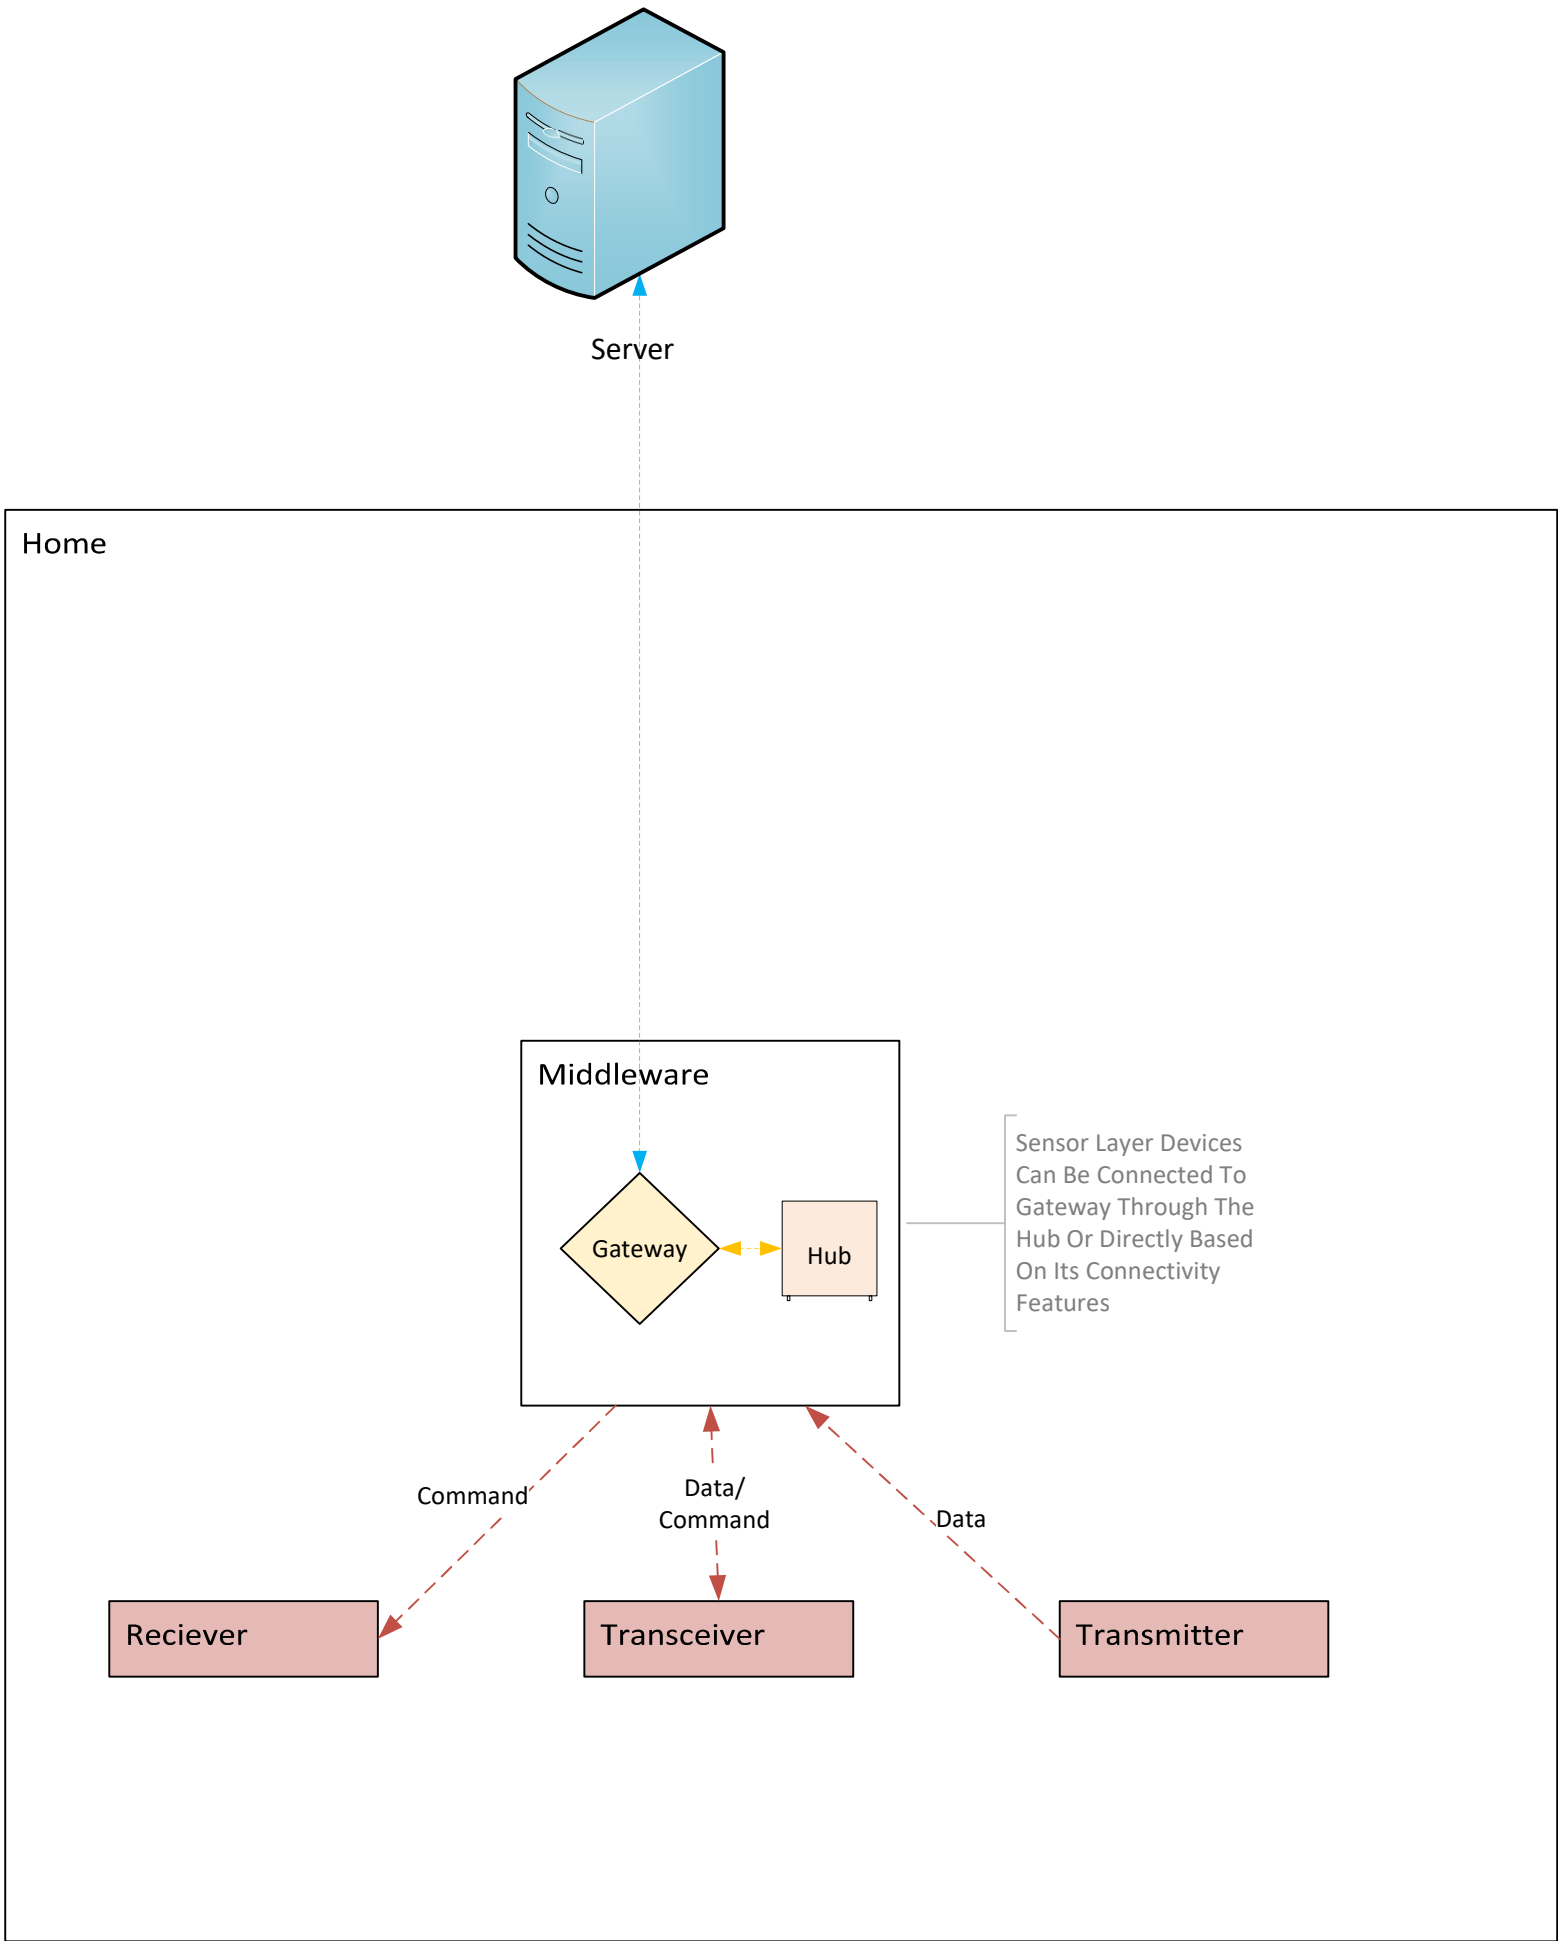 Server
Home
Middleware
Gateway
Hub
Sensor Layer Devices
Can Be Connected To
Gateway Through The
Hub Or Directly Based
On Its Connectivity
Features
Command
Data/
Command
Data
Reciever
Transceiver
Transmitter